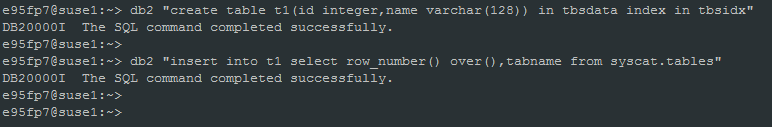 e95fp7@suse1:~> db2 "create table t1(id integer,name varchar(128)) in tbsdata index in tbsidx"
DB20000I  The SQL command completed successfully.
e95fp7@suse1:~>
e95fp7@suse1:~> db2 "insert into t1 select row_number() over(),tabname from syscat.tables"
DB20000I  The SQL command completed successfully.
e95fp7@suse1:~>
e95fp7@suse1:~>